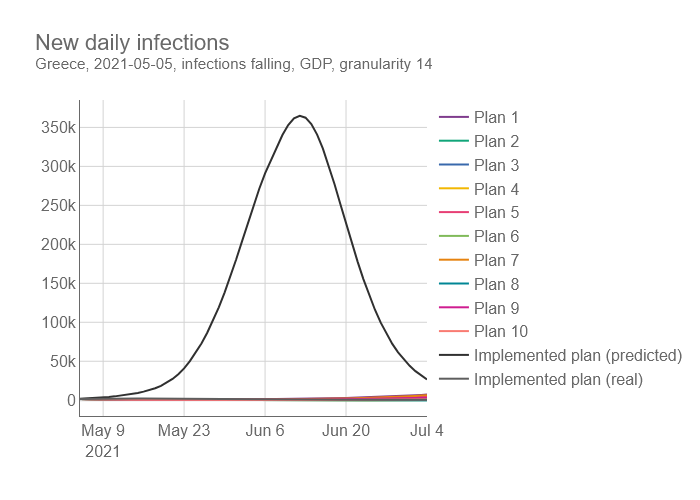 New daily infections
Greece, 2021-05-05, infections falling, GDP, granularity 14
350k
300k
250k
200k
150k
100k
50k
0
May 9
2021
May 23
Jun 6
Jun 20
Jul 4
Plan 1
Plan 2
Plan 3
Plan 4
Plan 5
Plan 6
Plan 7
Plan 8
Plan 9
Plan 10
Implemented plan (predicted)
Implemented plan (real)